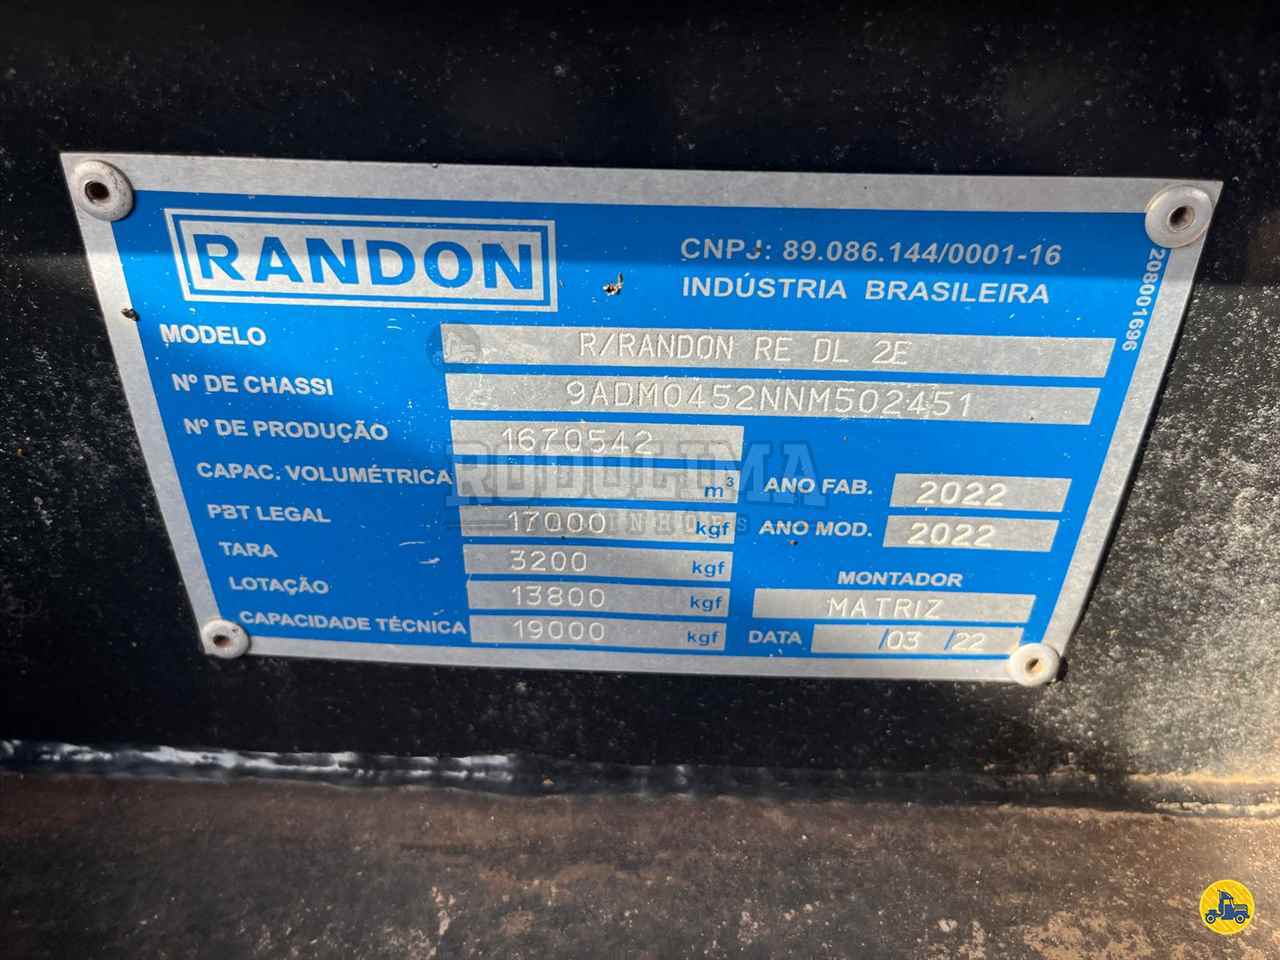 RANDON
CNPJ: 89.086.144/0001-16
INDÚSTRIA BRASILEIRA
208001696
MODELO R/RANDON RE DL 2E
Nº DE CHASSI 9ADM0452NNM502451
Nº DE PRODUÇÃO 1670542
CAPAC. VOLUMÉTRICA m³ ANO FAB. 2022
PBT LEGAL 17000 kgf ANO MOD. 2022
TARA 3200 kgf
MONTADOR
LOTAÇÃO 13800 kgf MATRIZ
CAPACIDADE TÉCNICA 19000 kgf DATA /03 /22
RODOLIMA